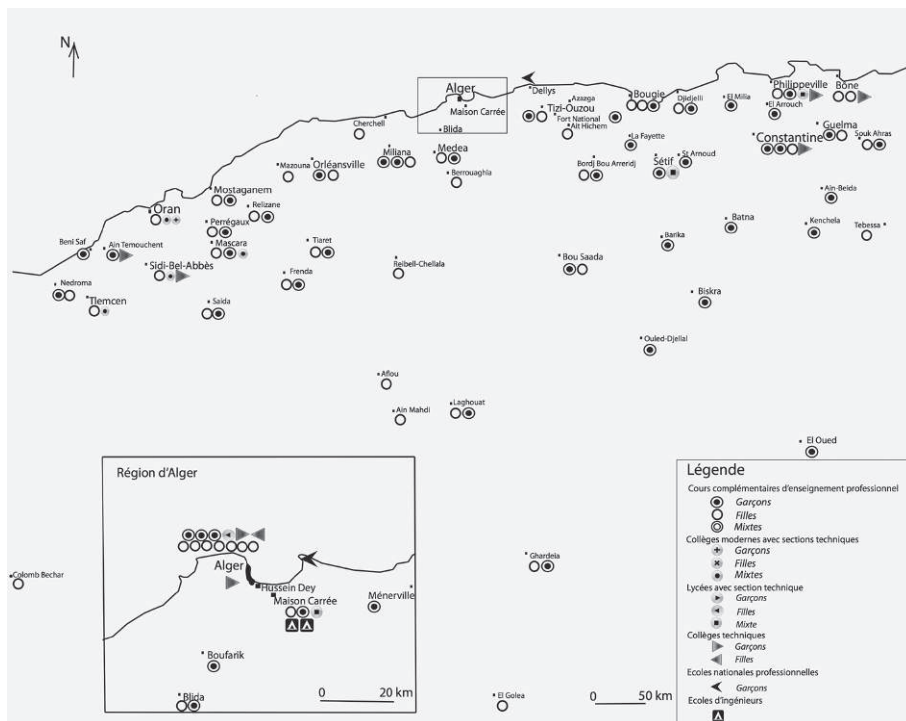 N
Alger
Maison Carrée
Dellys
Azazga
Tizi-Ouzou
Fort National
Ait Hichem
Bougie
Djidjelli
El Milia
Philippeville
Bône
El Arrouch
Guelma
Souk Ahras
Constantine
Cherchell
Blida
Medea
Miliana
Berrouaghla
Mazouna
Orléansville
La Fayette
Bordj Bou Arreridj
Sétif
St Arnoud
Mostaganem
Relizane
Oran
Perrégaux
Mascara
Tiaret
Beni Saf
Aïn Temouchent
Sidi-Bel-Abbès
Frenda
Reibell-Chellala
Bou Saada
Barika
Batna
Aïn-Beida
Kenchela
Tebessa
Nedroma
Tlemcen
Saida
Biskra
Ouled-Djellal
Aflou
Ain Mahdi
Laghouat
El Oued
Ghardeia
El Golea
Colomb Bechar
0 50 km
Région d'Alger
Alger
Hussein Dey
Maison Carrée
Ménerville
Boufarik
Blida
0 20 km
Légende
Cours complémentaires d'enseignement professionnel
Garçons
Filles
Mixtes
Collèges modernes avec sections techniques
Garçons
Filles
Mixtes
Lycées avec section technique
Garçons
Filles
Mixte
Collèges techniques
Garçons
Filles
Ecoles nationales professionnelles
Garçons
Ecoles d'ingénieurs